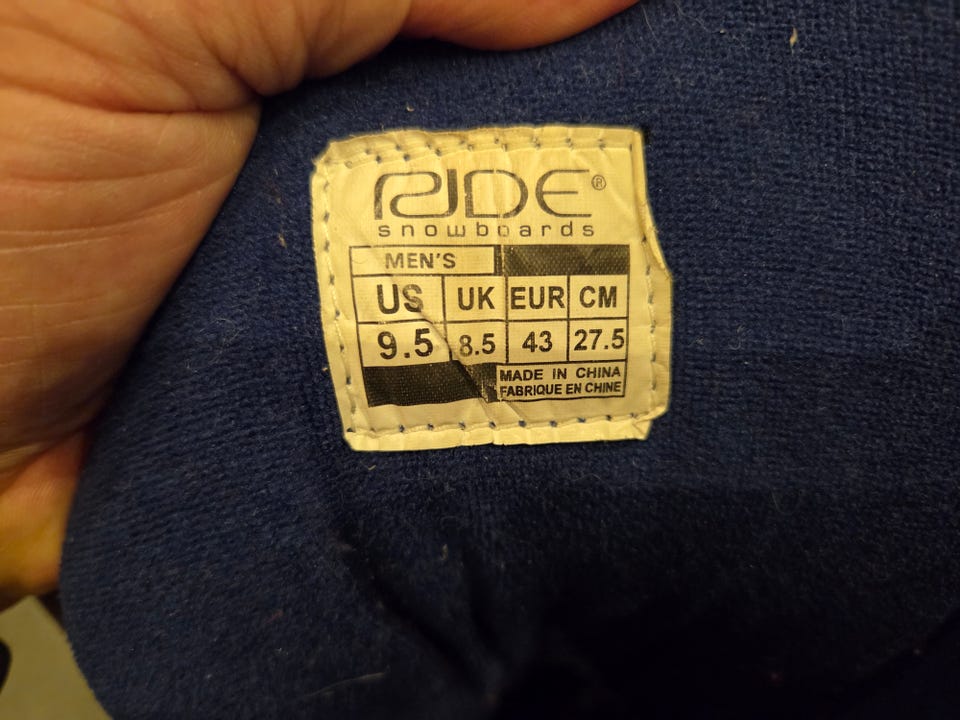 RIDE®
snowboards
MEN'S
US UK EUR CM
9.5 8.5 43 27.5
MADE IN CHINA
FABRIQUE EN CHINE